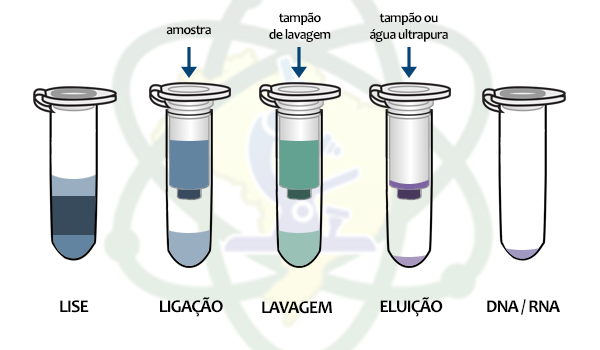 amostra
tampão
de lavagem
tampão ou
água ultrapura
LISE
LIGAÇÃO
LAVAGEM
ELUIÇÃO
DNA / RNA